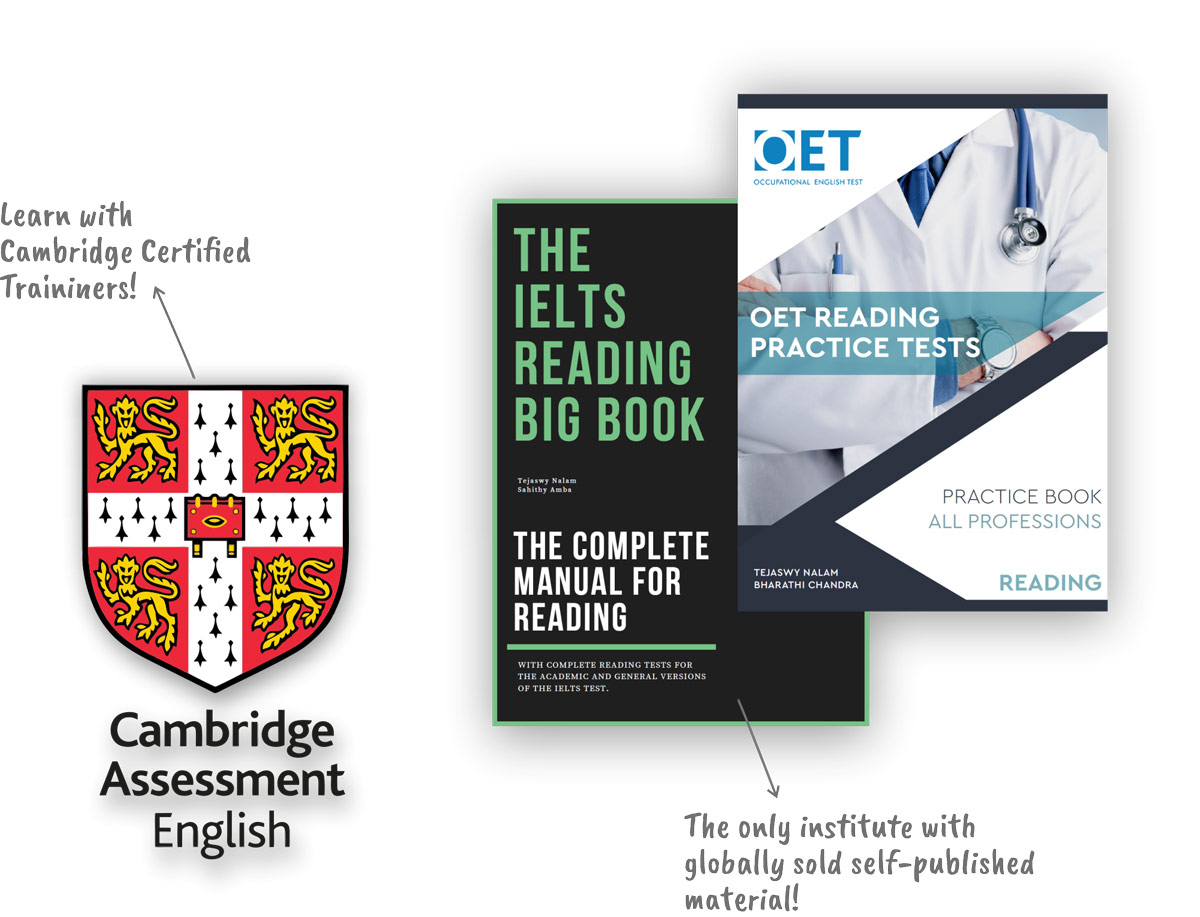 Learn with
Cambridge Certified
Traininers!
Cambridge
Assessment
English
THE
IELTS
READING
BIG BOOK
Tejaswy Nalam
Sahithy Amba
THE COMPLETE
MANUAL FOR
READING
WITH COMPLETE READING TESTS FOR
THE ACADEMIC AND GENERAL VERSIONS
OF THE IELTS TEST.
OET
OCCUPATIONAL ENGLISH TEST
OET READING
PRACTICE TESTS
PRACTICE BOOK
ALL PROFESSIONS
TEJASWY NALAM
BHARATHI CHANDRA
READING
The only institute with
globally sold self-published
material!